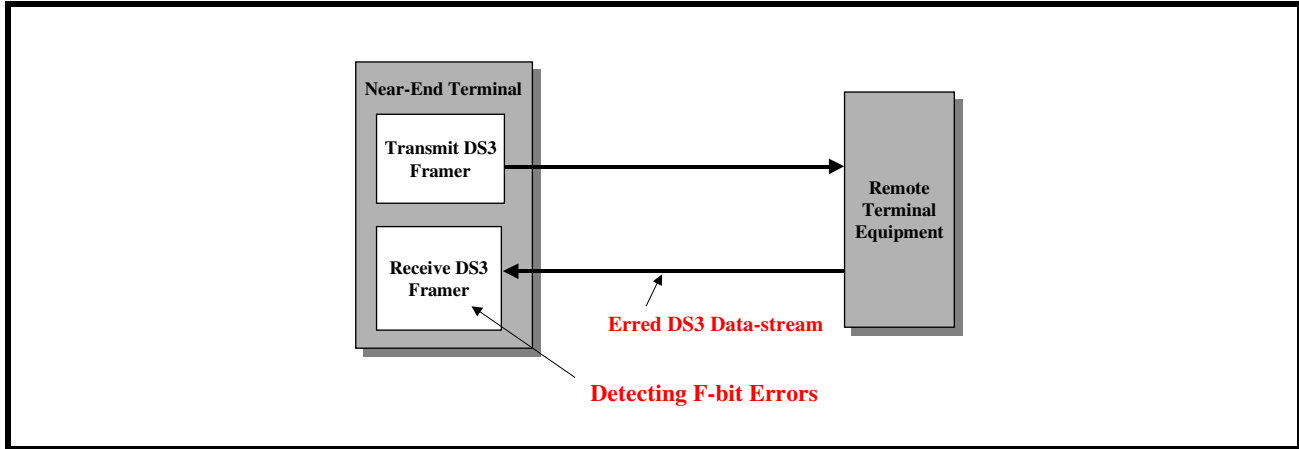 Near-End Terminal
Transmit DS3
Framer
Receive DS3
Framer
Remote
Terminal
Equipment
Erred DS3 Data-stream
Detecting F-bit Errors